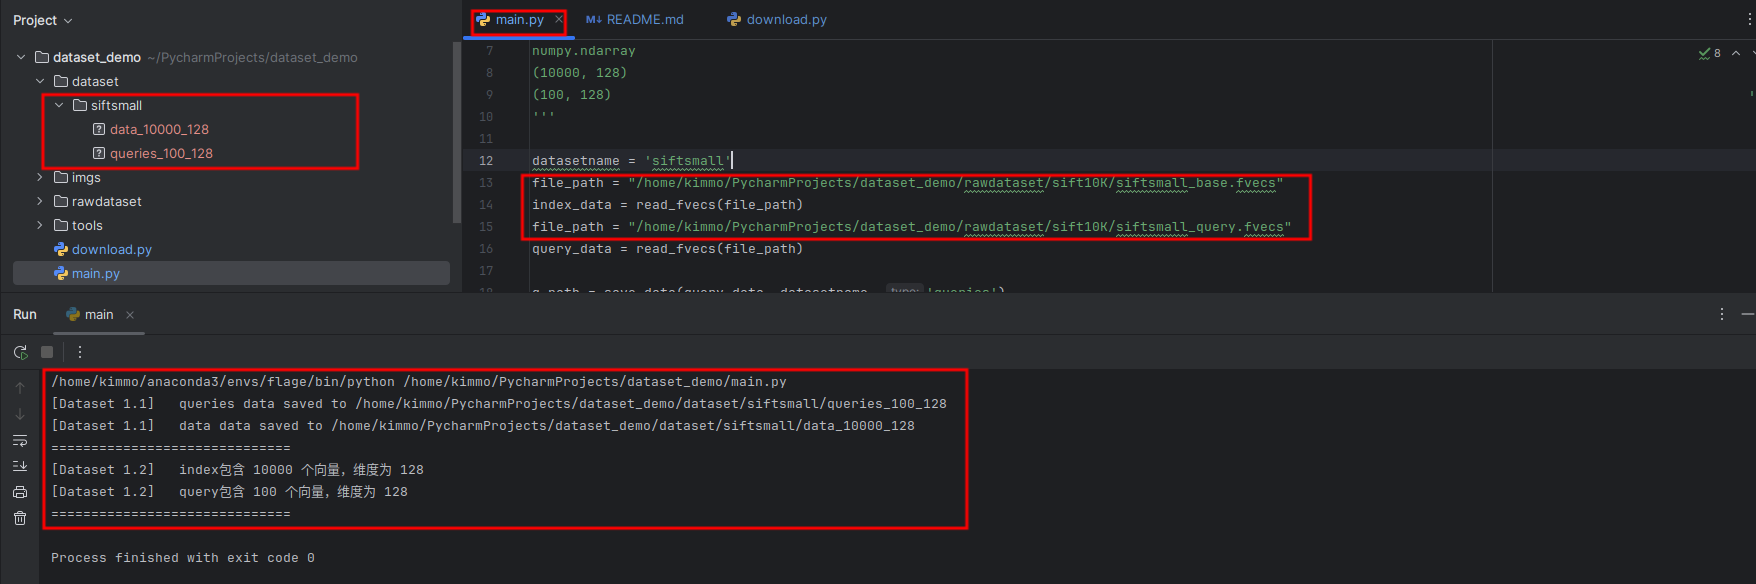 Project
dataset_demo ~/PycharmProjects/dataset_demo
dataset
siftsmall
data_10000_128
queries_100_128
imgs
rawdataset
tools
download.py
main.py
main.py
M↓ README.md
download.py
8
7 numpy.ndarray
8 (10000, 128)
9 (100, 128)
10 '''
11
12 datasetname = 'siftsmall'
13 file_path = "/home/kimmo/PycharmProjects/dataset_demo/rawdataset/sift10K/siftsmall_base.fvecs"
14 index_data = read_fvecs(file_path)
15 file_path = "/home/kimmo/PycharmProjects/dataset_demo/rawdataset/sift10K/siftsmall_query.fvecs"
16 query_data = read_fvecs(file_path)
17
18 q_path = save_data(query_data, datasetname, type: 'queries')
Run
main
/home/kimmo/anaconda3/envs/flage/bin/python /home/kimmo/PycharmProjects/dataset_demo/main.py
[Dataset 1.1] queries data saved to /home/kimmo/PycharmProjects/dataset_demo/dataset/siftsmall/queries_100_128
[Dataset 1.1] data data saved to /home/kimmo/PycharmProjects/dataset_demo/dataset/siftsmall/data_10000_128
==============================
[Dataset 1.2] index包含 10000 个向量，维度为 128
[Dataset 1.2] query包含 100 个向量，维度为 128
==============================
Process finished with exit code 0